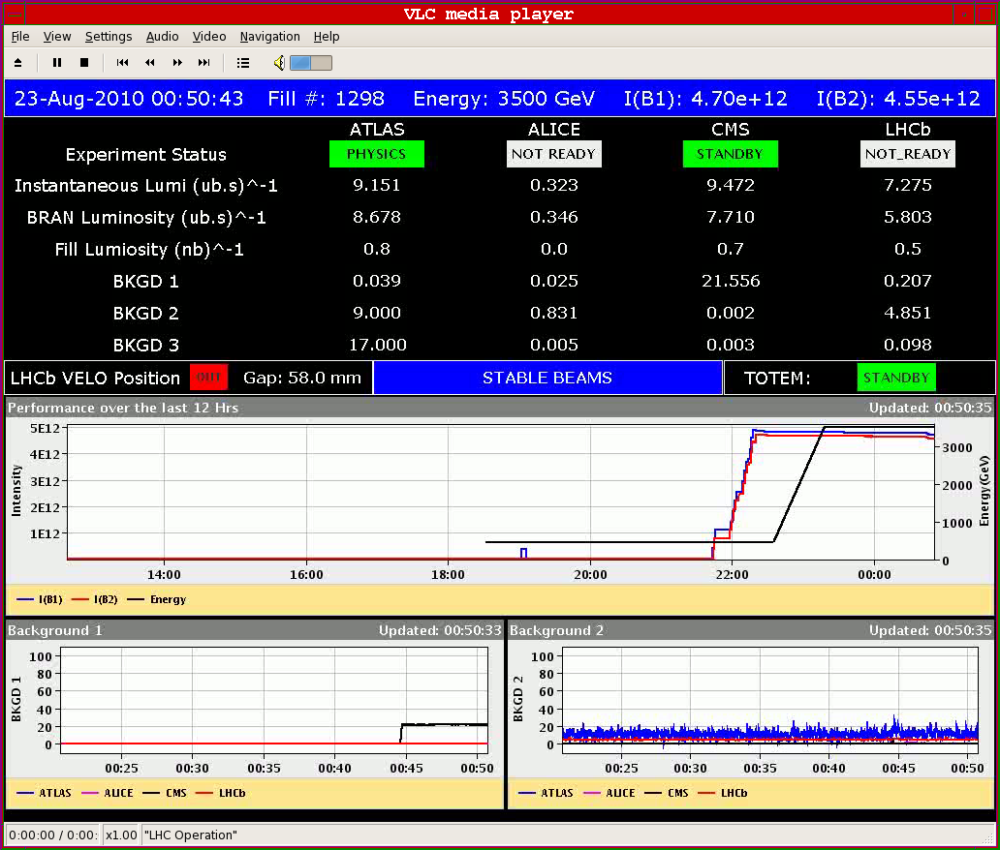 VLC media player
File View Settings Audio Video Navigation Help
23-Aug-2010 00:50:43 Fill #: 1298 Energy: 3500 GeV I(B1): 4.70e+12 I(B2): 4.55e+12
ATLAS ALICE CMS LHCb
Experiment Status PHYSICS NOT READY STANDBY NOT_READY
Instantaneous Lumi (ub.s)^-1 9.151 0.323 9.472 7.275
BRAN Luminosity (ub.s)^-1 8.678 0.346 7.710 5.803
Fill Lumiosity (nb)^-1 0.8 0.0 0.7 0.5
BKGD 1 0.039 0.025 21.556 0.207
BKGD 2 9.000 0.831 0.002 4.851
BKGD 3 17.000 0.005 0.003 0.098
LHCb VELO Position OUT Gap: 58.0 mm STABLE BEAMS TOTEM: STANDBY
Performance over the last 12 Hrs Updated: 00:50:35
Intensity
5E12
4E12
3E12
2E12
1E12
3000
2000
1000
0
Energy(GeV)
14:00 16:00 18:00 20:00 22:00 00:00
I(B1) I(B2) Energy
Background 1 Updated: 00:50:33
BKGD 1
100
80
60
40
20
0
00:25 00:30 00:35 00:40 00:45 00:50
ATLAS ALICE CMS LHCb
Background 2 Updated: 00:50:35
BKGD 2
100
80
60
40
20
0
00:25 00:30 00:35 00:40 00:45 00:50
ATLAS ALICE CMS LHCb
0:00:00 / 0:00: x1.00 "LHC Operation"